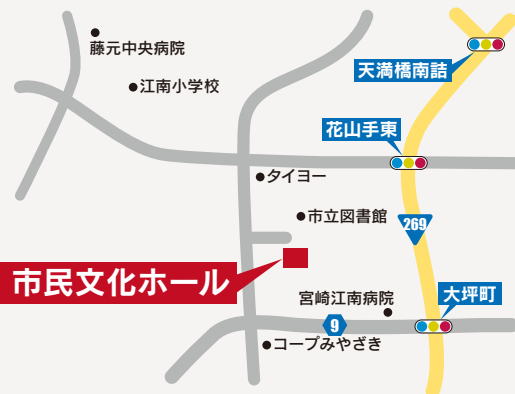 藤元中央病院
江南小学校
天満橋南詰
花山手東
タイヨー
市立図書館
269
市民文化ホール
宮崎江南病院
大坪町
9
コープみやざき